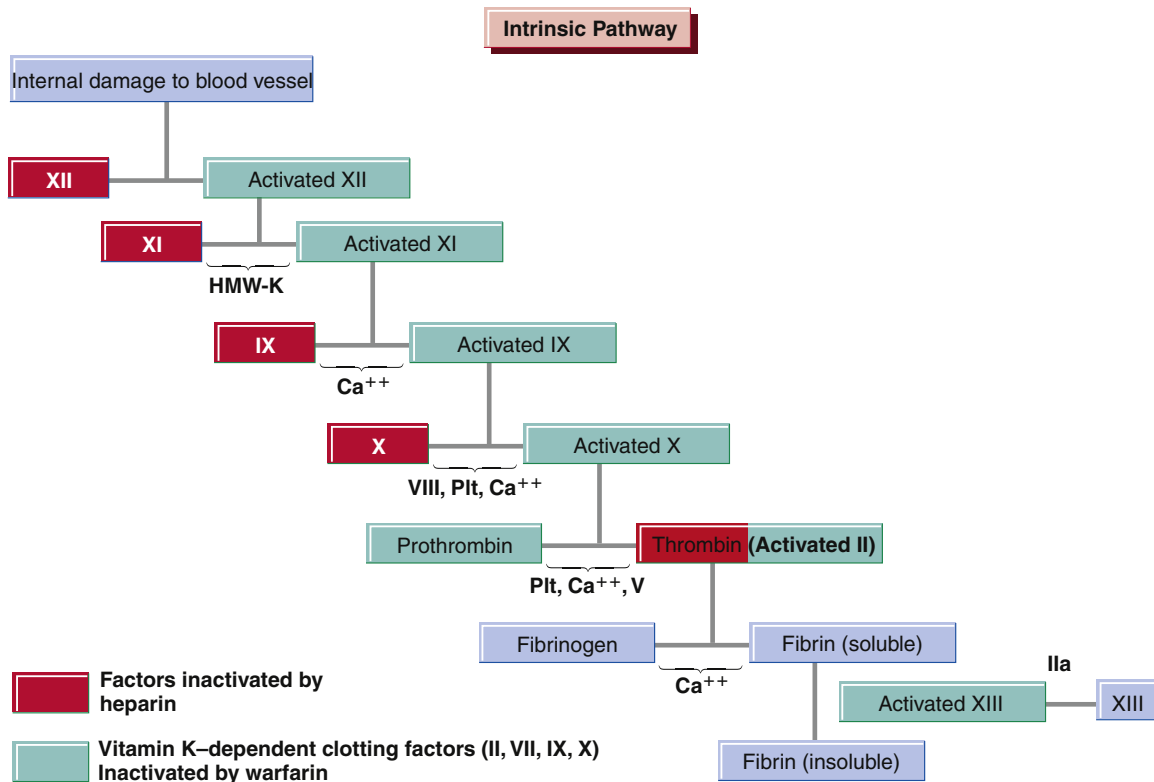 Intrinsic Pathway
Internal damage to blood vessel
XII
Activated XII
XI
Activated XI
HMW-K
IX
Activated IX
Ca++
X
Activated X
VIII, Plt, Ca++
Prothrombin
Thrombin (Activated II)
Plt, Ca++, V
Fibrinogen
Fibrin (soluble)
Ca++
IIa
Activated XIII
XIII
Fibrin (insoluble)
Factors inactivated by
heparin
Vitamin K–dependent clotting factors (II, VII, IX, X)
Inactivated by warfarin